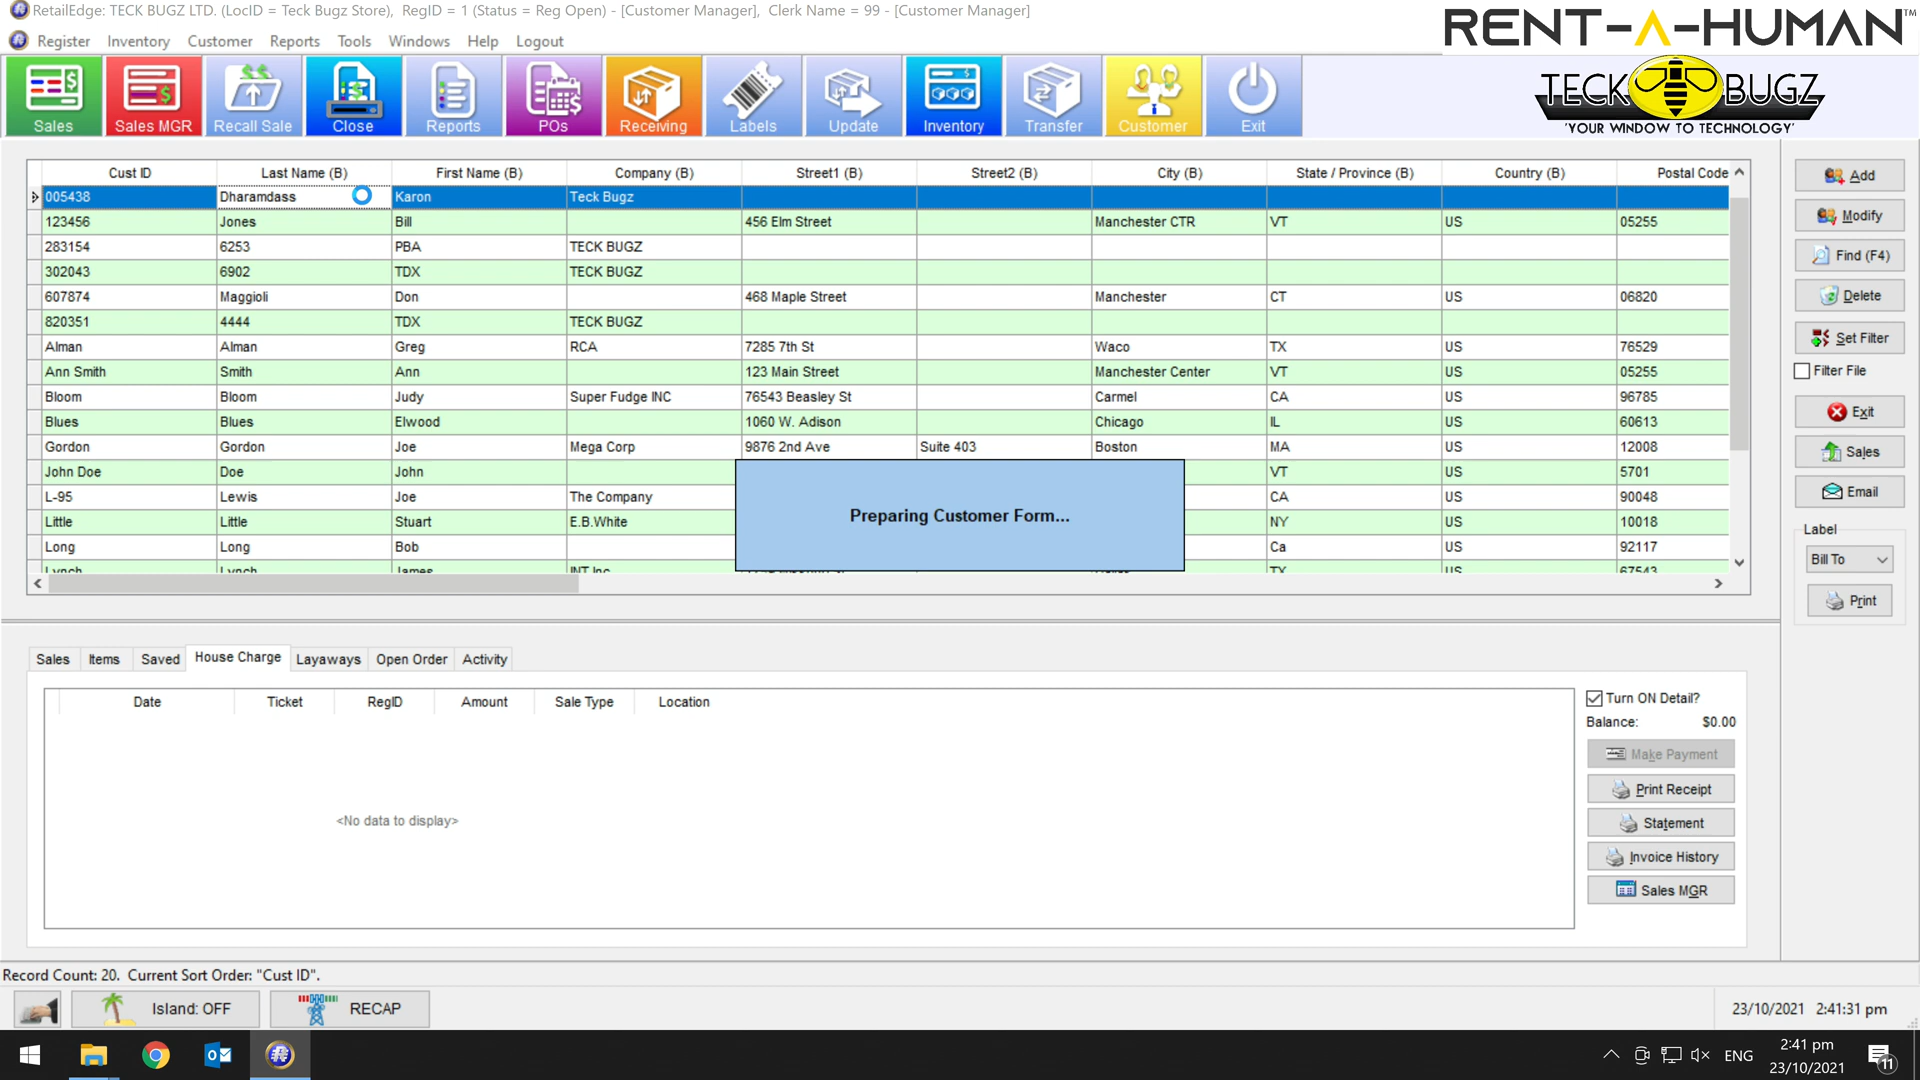 RetailEdge: TECK BUGZ LTD. (LocID = Teck Bugz Store), RegID = 1 (Status = Reg Open) - [Customer Manager], Clerk Name = 99 - [Customer Manager]
RENT-A-HUMAN™
Register Inventory Customer Reports Tools Windows Help Logout
TECK BUGZ
'YOUR WINDOW TO TECHNOLOGY'
Sales Sales MGR Recall Sale Close Reports POs Receiving Labels Update Inventory Transfer Customer Exit
Cust ID Last Name (B) First Name (B) Company (B) Street1 (B) Street2 (B) City (B) State / Province (B) Country (B) Postal Code
005438 Dharamdass Karon Teck Bugz
123456 Jones Bill 456 Elm Street Manchester CTR VT US 05255
283154 6253 PBA TECK BUGZ
302043 6902 TDX TECK BUGZ
607874 Maggioli Don 468 Maple Street Manchester CT US 06820
820351 4444 TDX TECK BUGZ
Alman Alman Greg RCA 7285 7th St Waco TX US 76529
Ann Smith Smith Ann 123 Main Street Manchester Center VT US 05255
Bloom Bloom Judy Super Fudge INC 76543 Beasley St Carmel CA US 96785
Blues Blues Elwood 1060 W. Adison Chicago IL US 60613
Gordon Gordon Joe Mega Corp 9876 2nd Ave Suite 403 Boston MA US 12008
John Doe Doe John VT US 5701
L-95 Lewis Joe The Company CA US 90048
Little Little Stuart E.B.White NY US 10018
Long Long Bob Ca US 92117
Lynch Lynch James INT Inc TX US 67543
Preparing Customer Form...
Add
Modify
Find (F4)
Delete
Set Filter
Filter File
Exit
Sales
Email
Label
Bill To
Print
Sales Items Saved House Charge Layaways Open Order Activity
Date Ticket RegID Amount Sale Type Location
<No data to display>
Turn ON Detail?
Balance: $0.00
Make Payment
Print Receipt
Statement
Invoice History
Sales MGR
Record Count: 20. Current Sort Order: "Cust ID".
Island: OFF RECAP
23/10/2021 2:41:31 pm
ENG
2:41 pm
23/10/2021
11